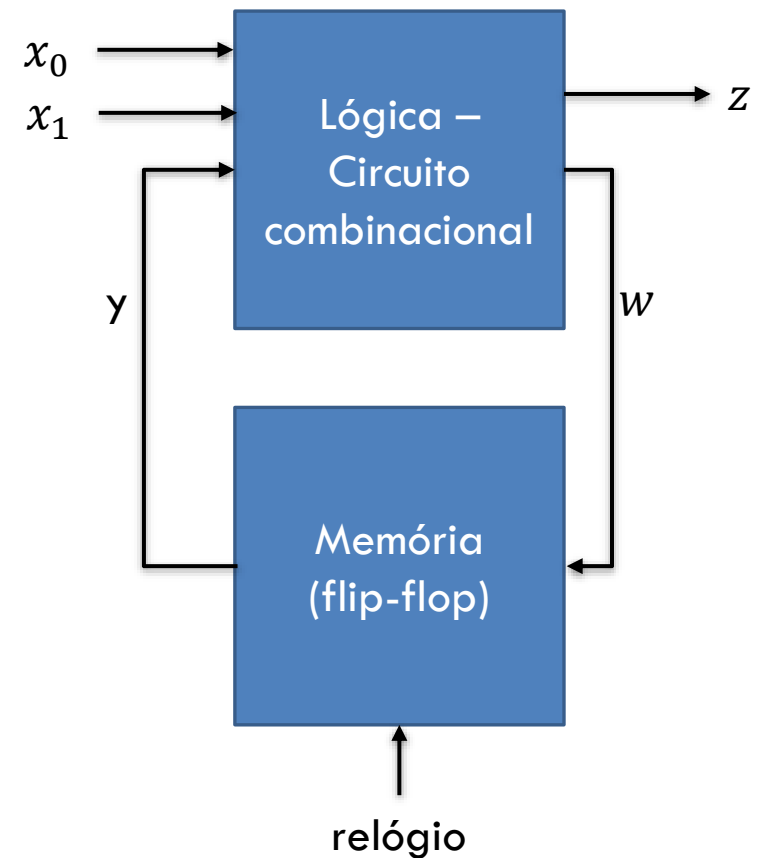 x₀
x₁
Lógica –
Circuito
combinacional
z
y
w
Memória
(flip-flop)
relógio